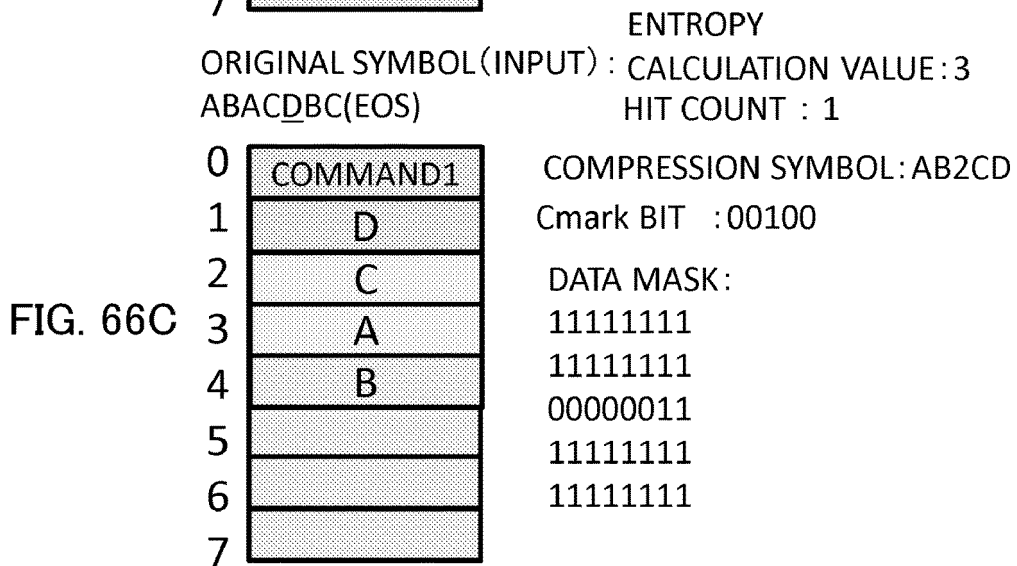 7
ENTROPY
ORIGINAL SYMBOL(INPUT) : CALCULATION VALUE:3
ABACDBC(EOS) HIT COUNT : 1
0 COMMAND1 COMPRESSION SYMBOL:AB2CD
1 D Cmark BIT :00100
2 C DATA MASK:
FIG. 66C 3 A 11111111
4 B 11111111
00000011
5 11111111
6 11111111
7